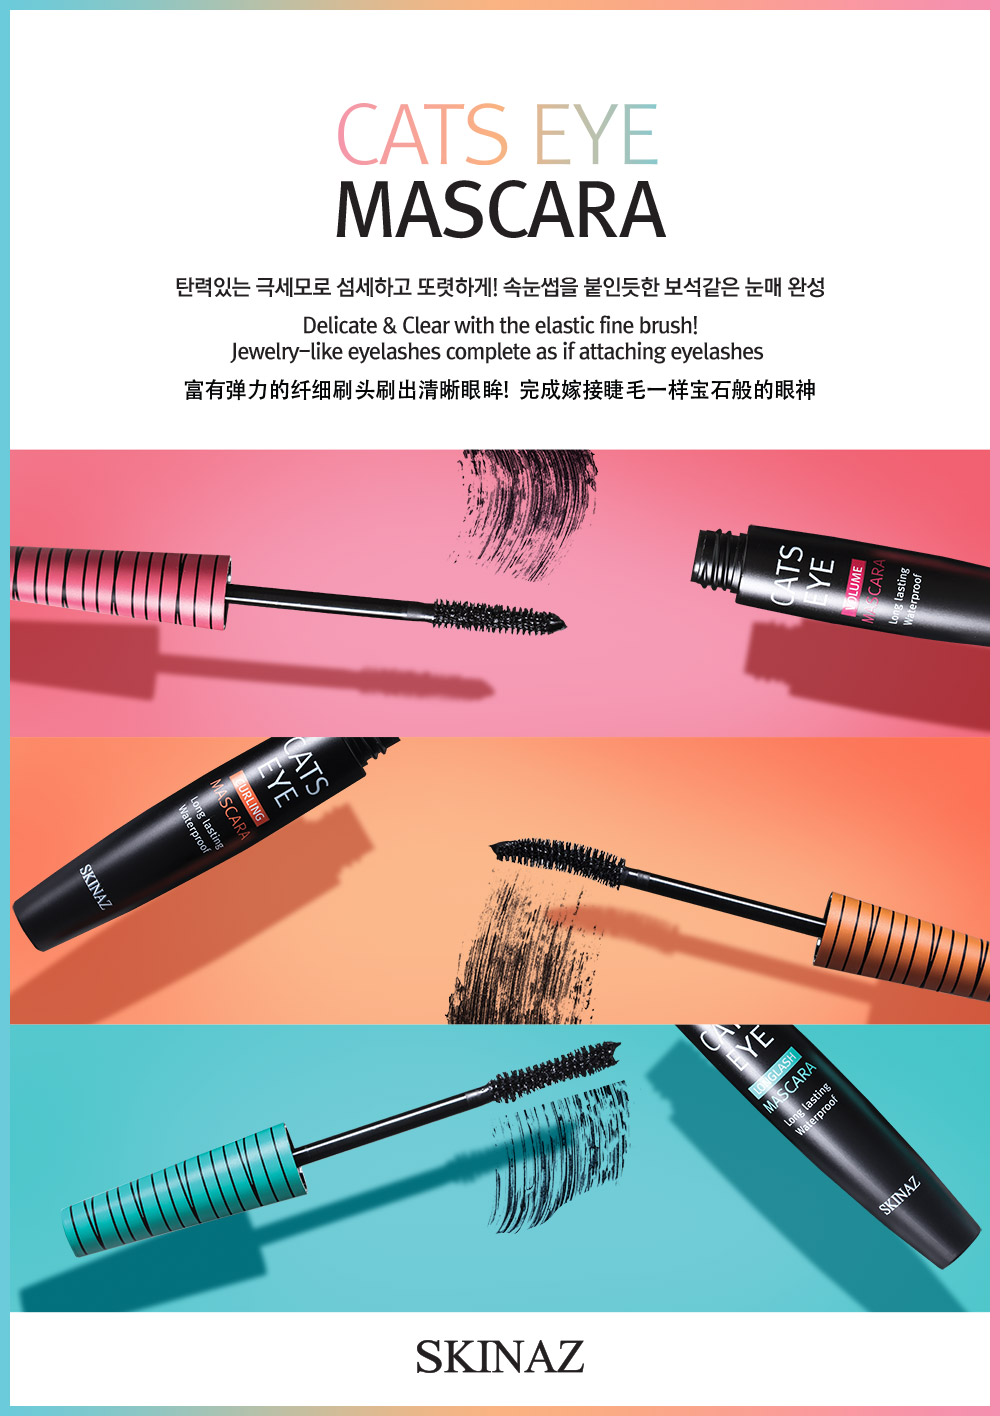 CATS EYE
MASCARA
탄력있는 극세모로 섬세하고 또렷하게! 속눈썹을 붙인듯한 보석같은 눈매 완성
Delicate & Clear with the elastic fine brush!
Jewelry-like eyelashes complete as if attaching eyelashes
富有弹力的纤细刷头刷出清晰眼眸! 完成嫁接睫毛一样宝石般的眼神
CATS
EYE
VOLUME
MASCARA
Long lasting
Waterproof
CATS
EYE
CURLING
MASCARA
Long lasting
Waterproof
SKINAZ
CATS
EYE
LONGLASH
MASCARA
Long lasting
Waterproof
SKINAZ
SKINAZ